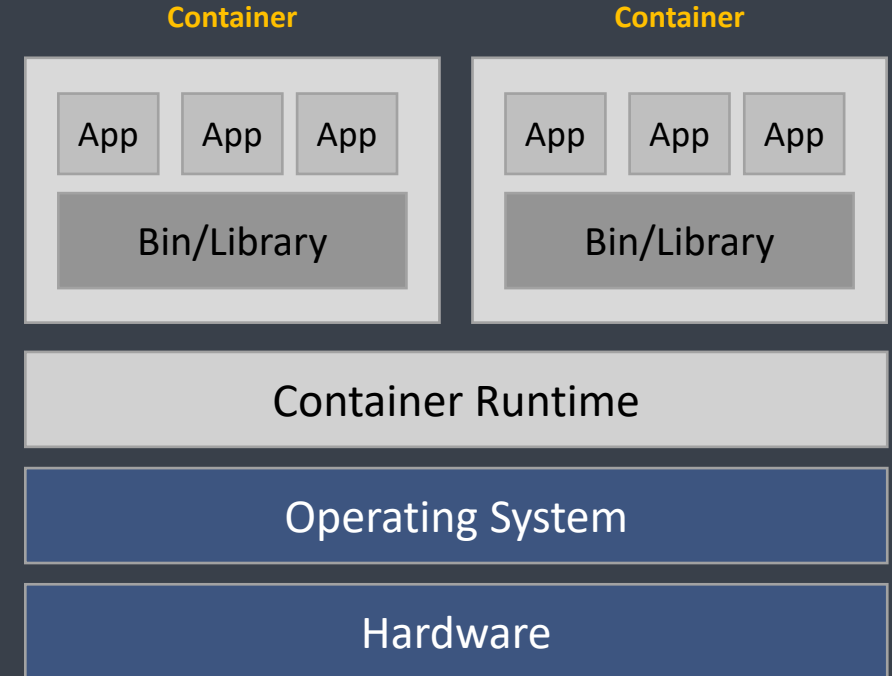 Container Container
App App App App App App
Bin/Library Bin/Library
Container Runtime
Operating System
Hardware